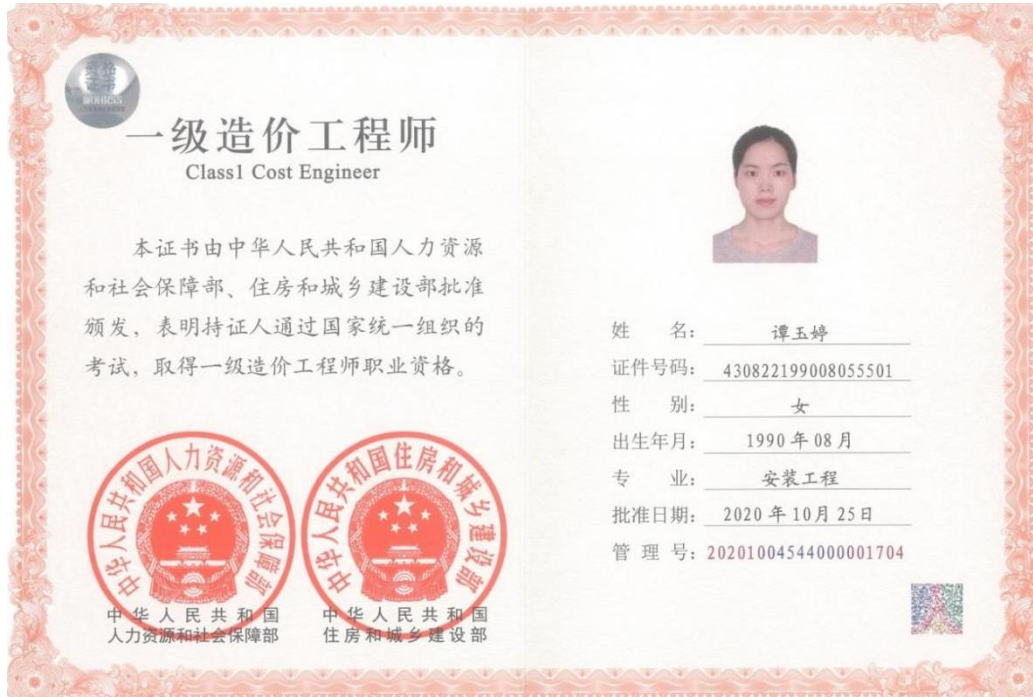 资格
证书
一级造价工程师
Class1 Cost Engineer
本证书由中华人民共和国人力资源
和社会保障部、住房和城乡建设部批准
颁发，表明持证人通过国家统一组织的
考试，取得一级造价工程师职业资格。
中华人民共和国人力资源和社会保障部
中华人民共和国
人力资源和社会保障部
中华人民共和国住房和城乡建设部
中华人民共和国
住房和城乡建设部
姓 名：谭玉婷
证件号码：430822199008055501
性 别：女
出生年月：1990年08月
专 业：安装工程
批准日期：2020年10月25日
管 理 号：20201004544000001704